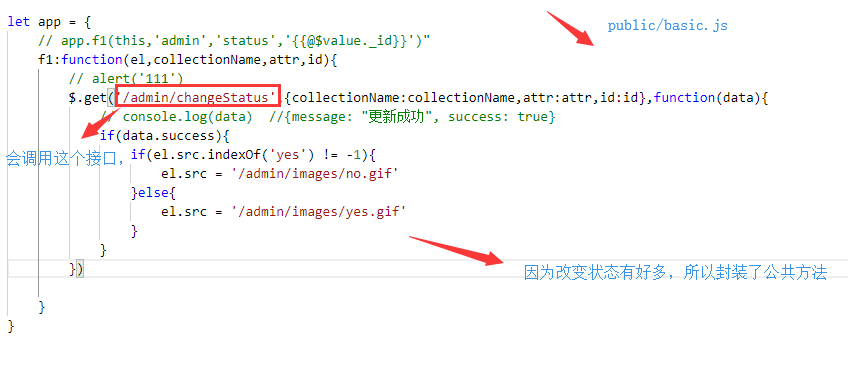 let app = {
public/basic.js
// app.f1(this,'admin','status','{{@$value._id}}')"
f1:function(el,collectionName,attr,id){
// alert('111')
$.get('/admin/changeStatus',{collectionName:collectionName,attr:attr,id:id},function(data){
// console.log(data)  //{message: "更新成功", success: true}
if(data.success){
会调用这个接口,
if(el.src.indexOf('yes') != -1){
el.src = '/admin/images/no.gif'
}else{
el.src = '/admin/images/yes.gif'
}
}
})
因为改变状态有好多, 所以封装了公共方法
}
}